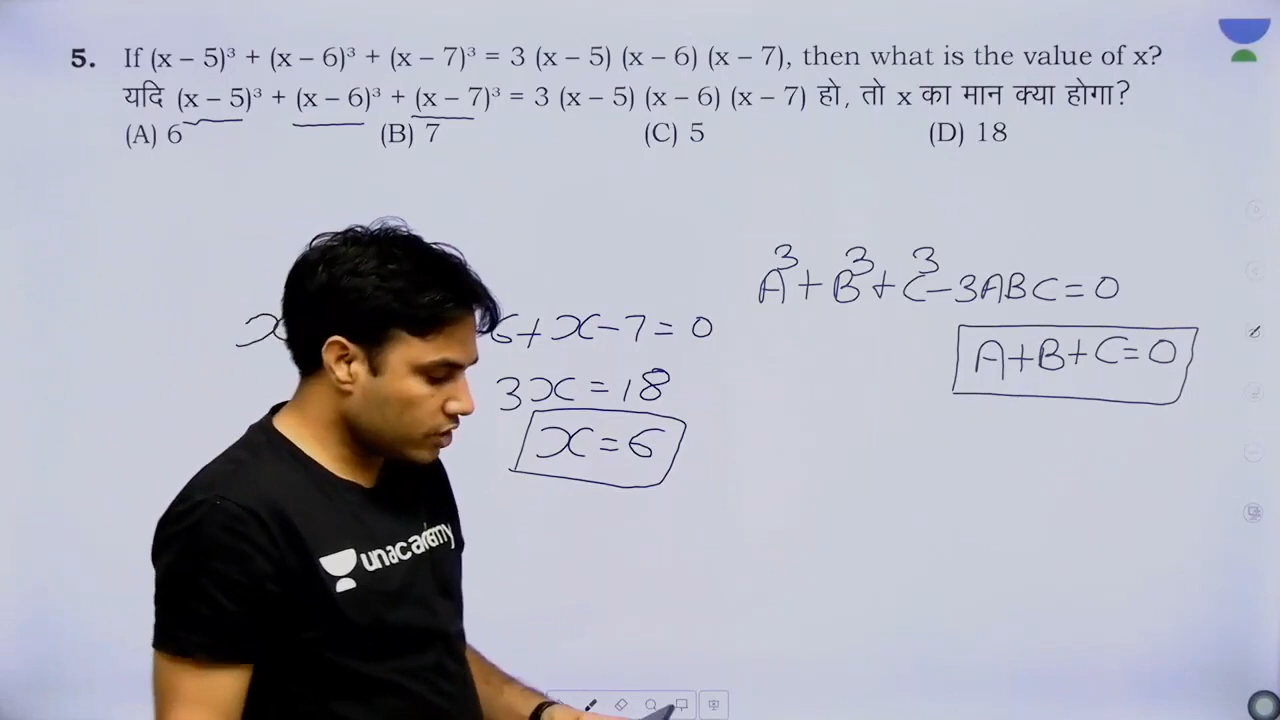 5. If (x – 5)³ + (x – 6)³ + (x – 7)³ = 3 (x – 5) (x – 6) (x – 7), then what is the value of x?
यदि (x – 5)³ + (x – 6)³ + (x – 7)³ = 3 (x – 5) (x – 6) (x – 7) हो, तो x का मान क्या होगा?
(A) 6 (B) 7 (C) 5 (D) 18
A³+B³+C³-3ABC=0
A+B+C=0
x 6+x-7=0
3x=18
x=6
unacademy